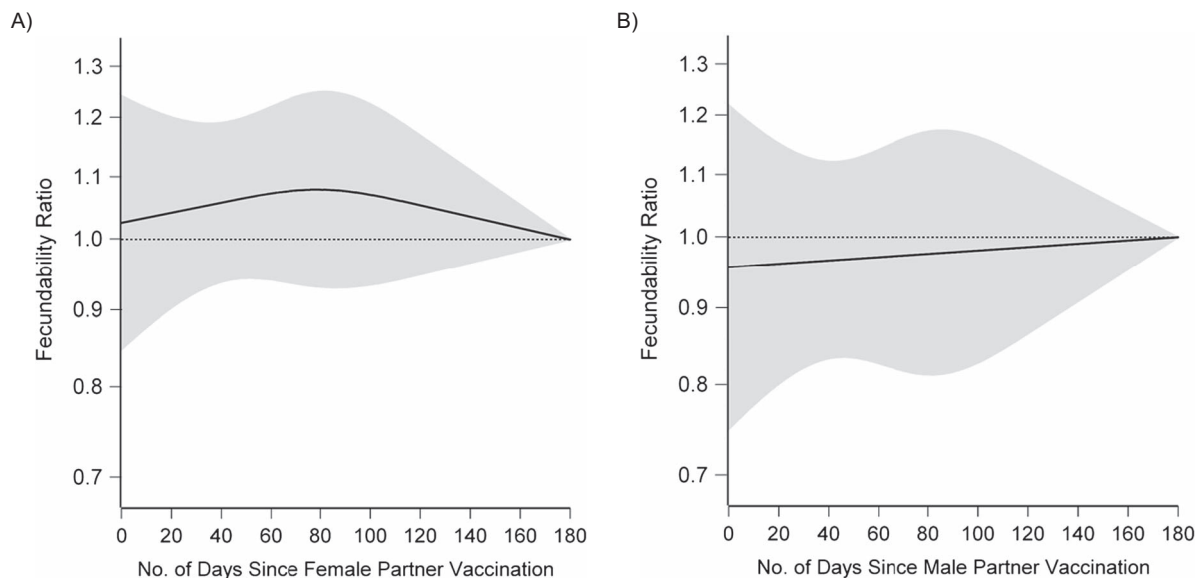 A)
1.3
1.2
1.1
1.0
0.9
0.8
0.7
Fecundability Ratio
0 20 40 60 80 100 120 140 160 180
No. of Days Since Female Partner Vaccination
B)
1.3
1.2
1.1
1.0
0.9
0.8
0.7
Fecundability Ratio
0 20 40 60 80 100 120 140 160 180
No. of Days Since Male Partner Vaccination